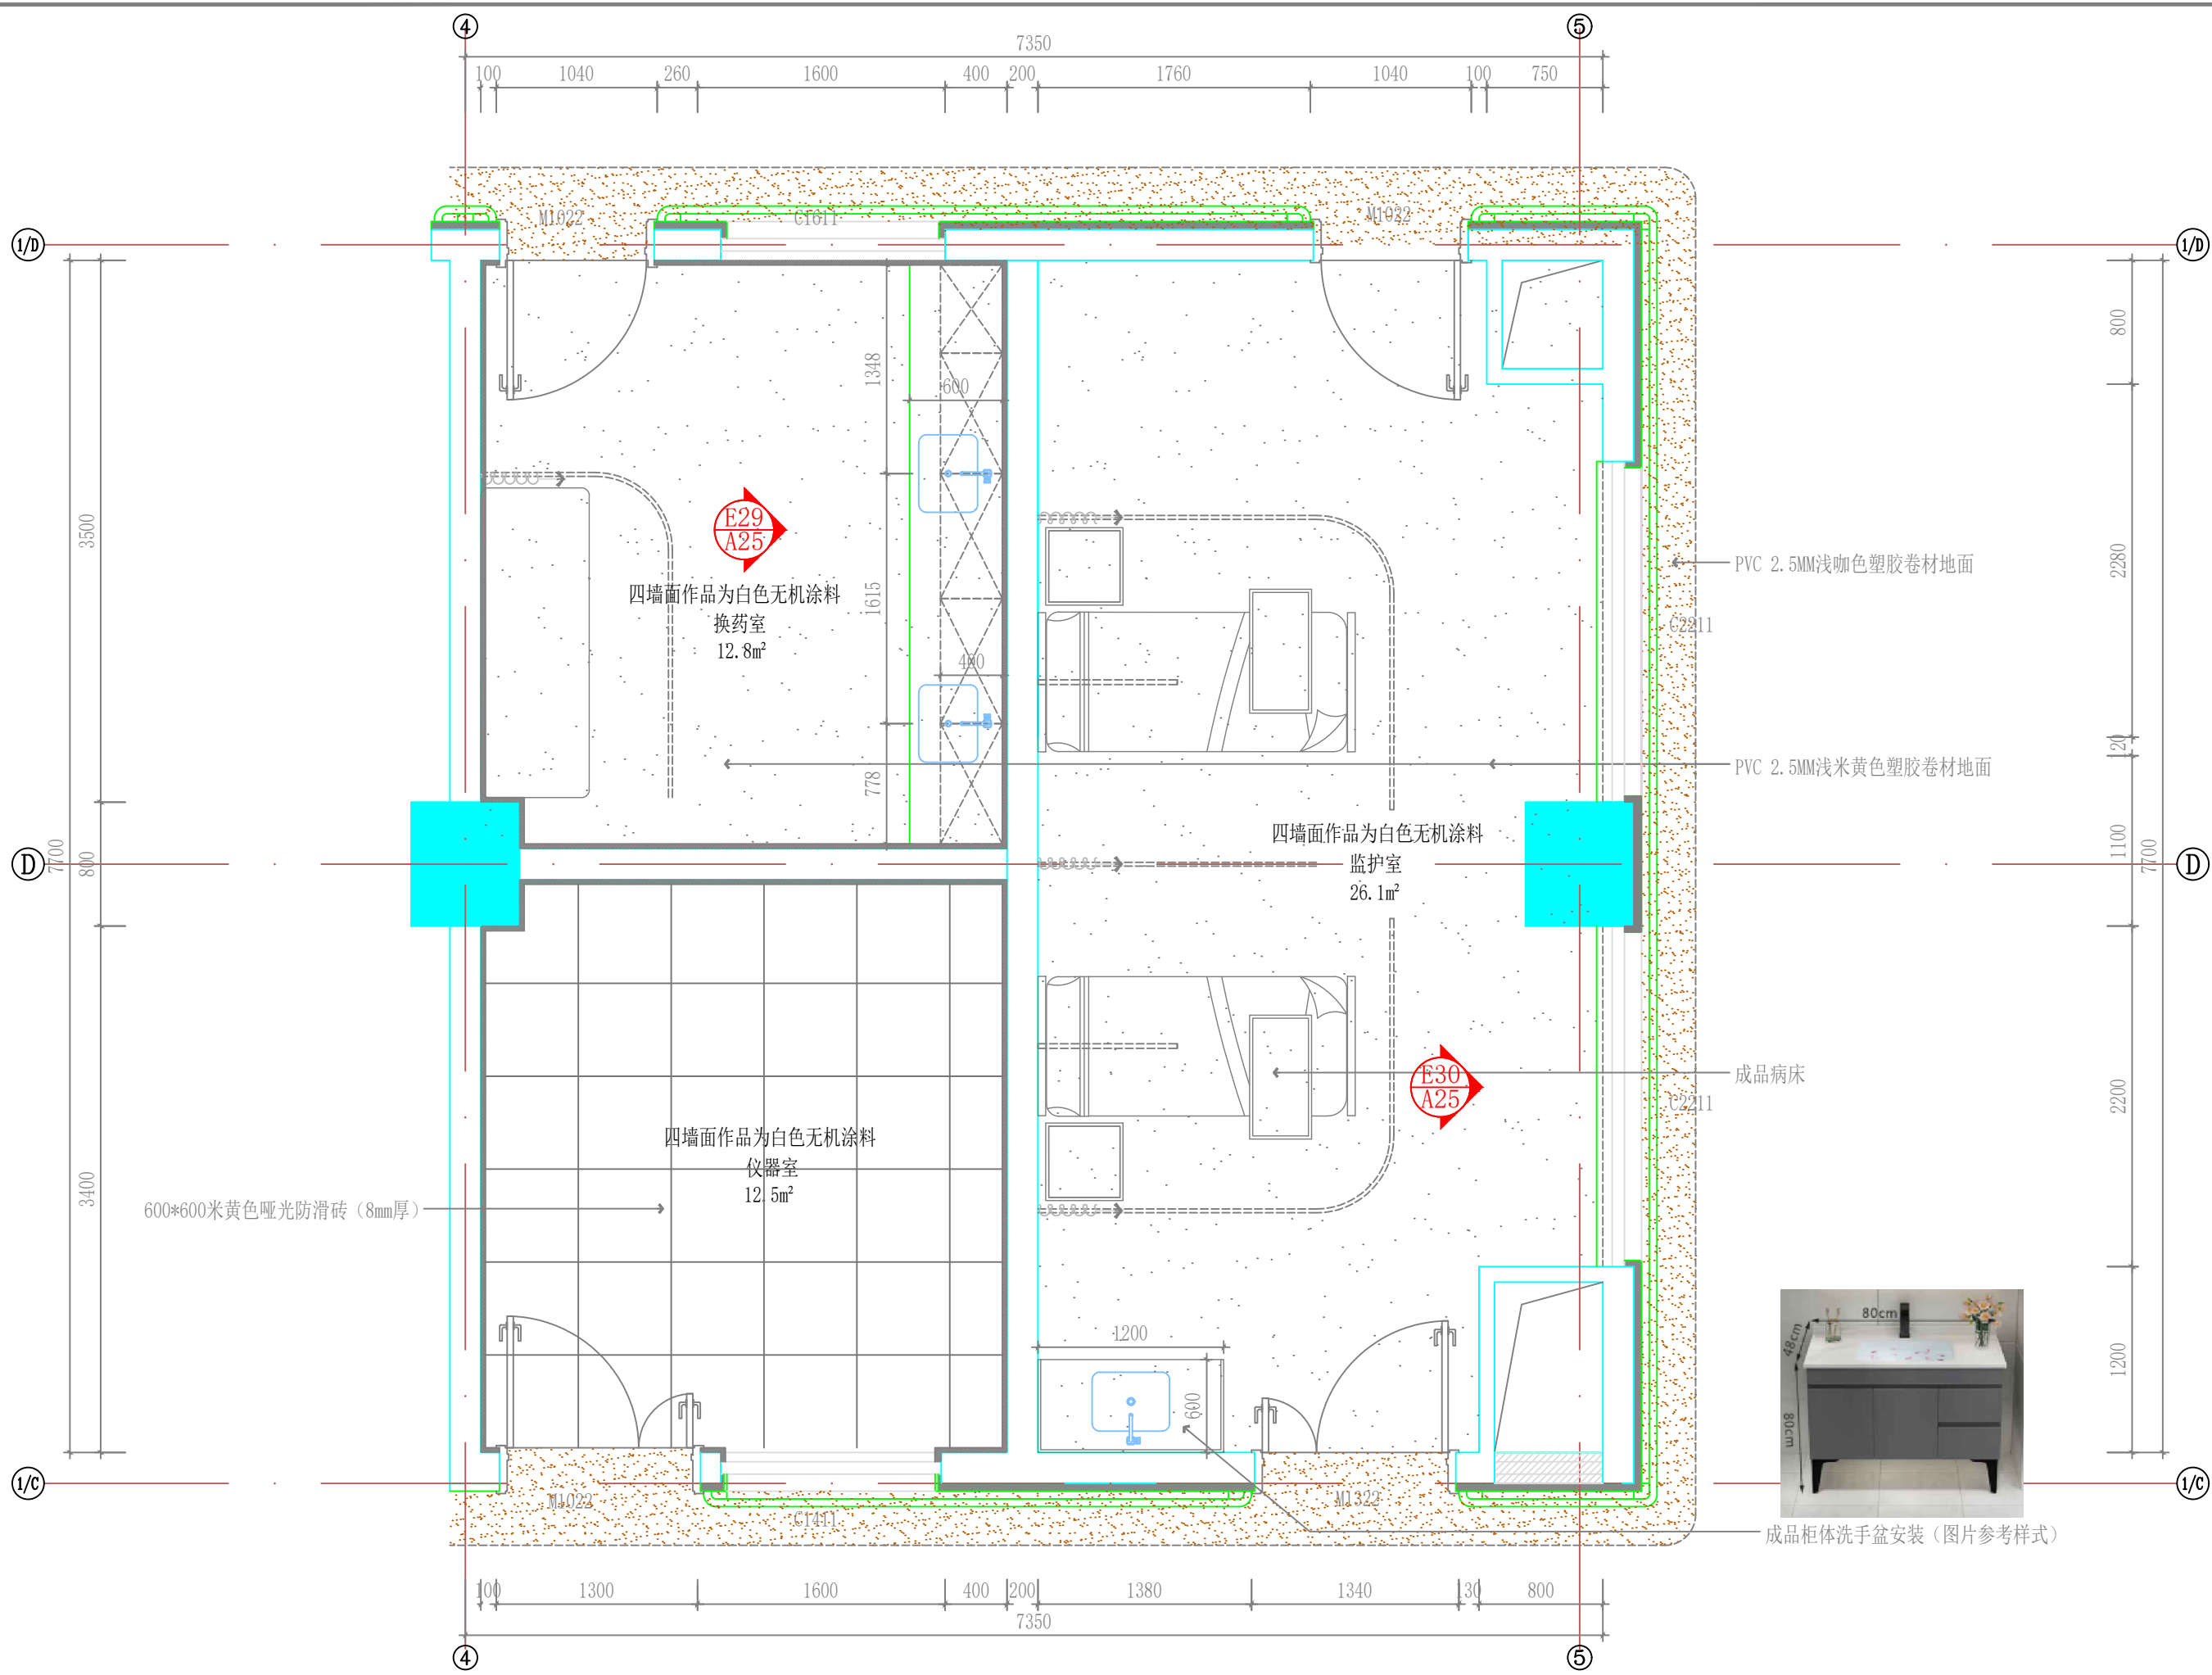 ④
⑤
7350
100 1040 260 1600 400 200 1760 1040 100 750
M1022
C1611
M1022
1/D
1/D
800
1348
600
3500
E29
A25
2280
PVC 2.5MM浅咖色塑胶卷材地面
四墙面作品为白色无机涂料
换药室
12.8m²
1615
C2211
400
120
PVC 2.5MM浅米黄色塑胶卷材地面
778
四墙面作品为白色无机涂料
监护室
26.1m²
D
7700
800
1100
7700
D
E30
A25
成品病床
2200
C2211
四墙面作品为白色无机涂料
仪器室
12.5m²
3400
600*600米黄色哑光防滑砖（8mm厚）
80cm
48cm
80cm
1200
600
1200
1/C
1/C
M1022
C1411
M1322
成品柜体洗手盆安装（图片参考样式）
100 1300 1600 400 200 1380 1340 130 800
7350
④
⑤